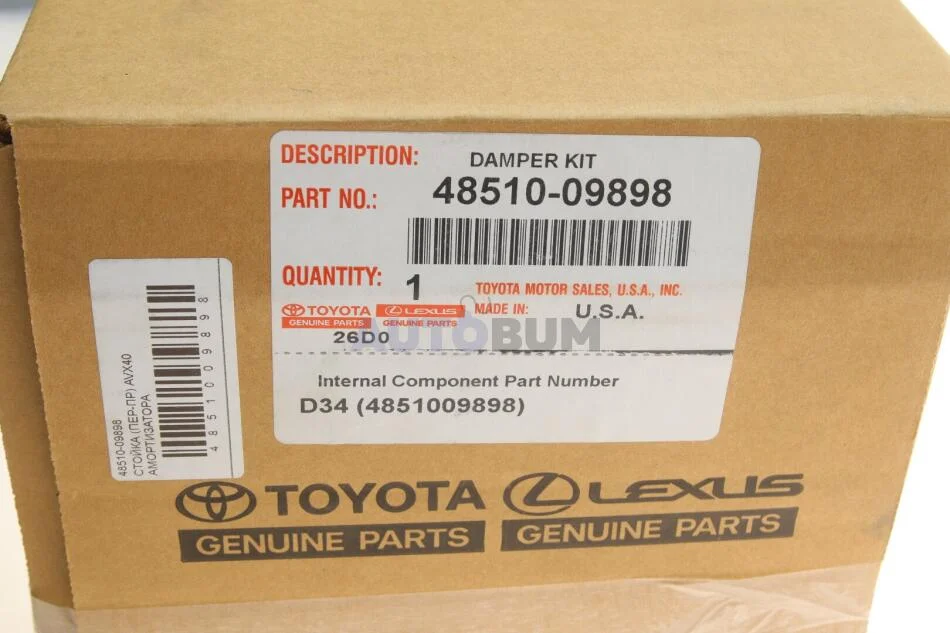 DESCRIPTION: DAMPER KIT
PART NO.: 48510-09898
QUANTITY: 1
TOYOTA MOTOR SALES, U.S.A., INC.
MADE IN: U.S.A.
TOYOTA LEXUS
GENUINE PARTS GENUINE PARTS
AUTOBUM
26D0
Internal Component Part Number
D34 (4851009898)
48510-09898
СТОЙКА (ПЕР-ПР) AVX40
АМОРТИЗАТОРА
4851009898
TOYOTA LEXUS
GENUINE PARTS GENUINE PARTS